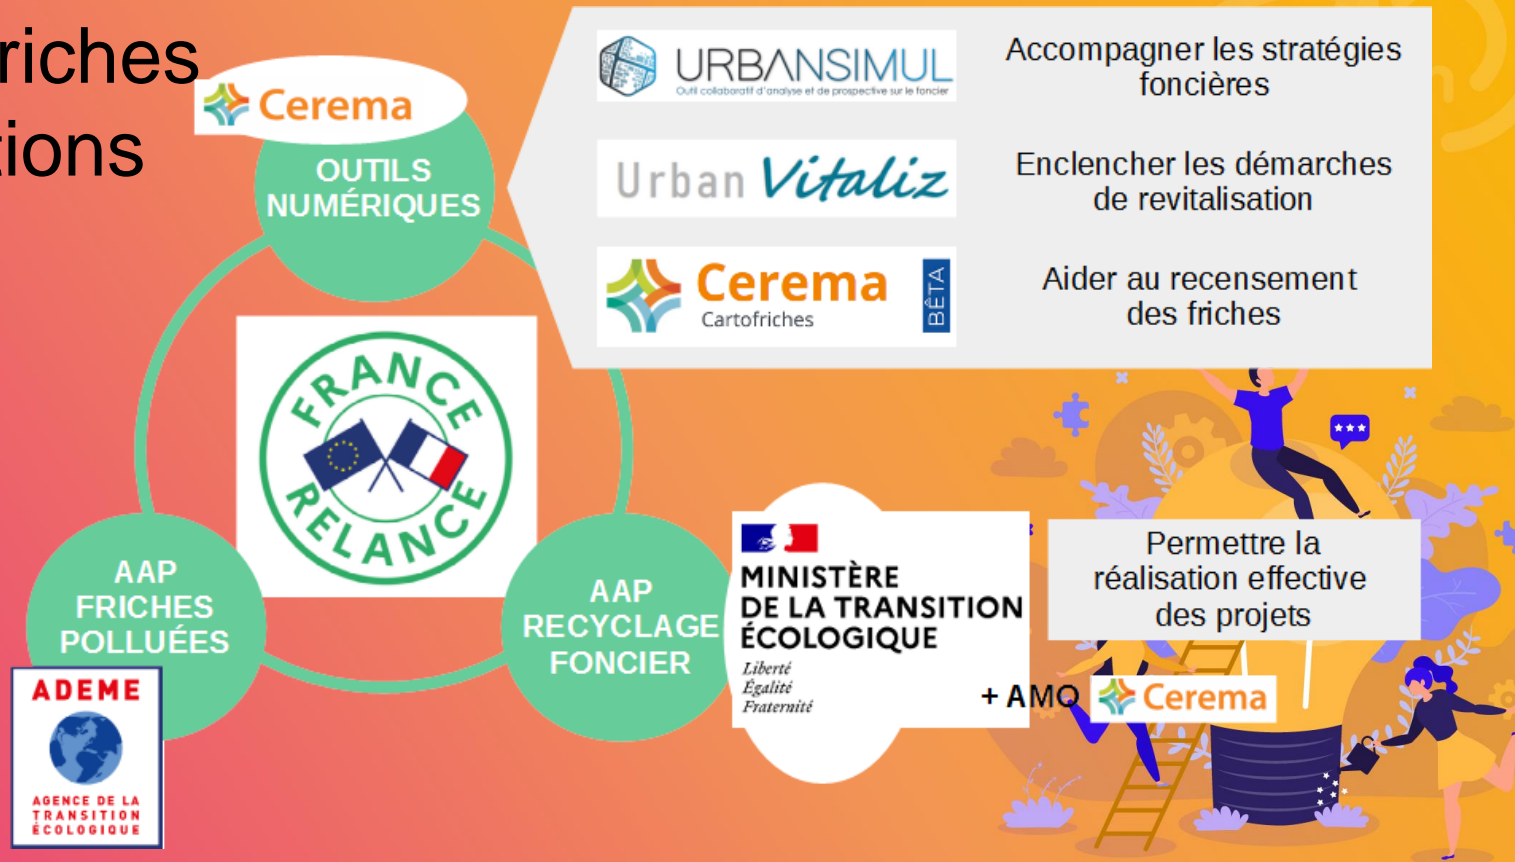 riches
tions
Cerema
OUTILS
NUMÉRIQUES
URBANSIMUL
Outil collaboratif d'analyse et de prospective sur le foncier
Accompagner les stratégies
foncières
Urban Vitaliz
Enclencher les démarches
de revitalisation
Cerema
Cartofriches
BÊTA
Aider au recensement
des friches
FRANCE
RELANCE
AAP
FRICHES
POLLUÉES
ADEME
AGENCE DE LA
TRANSITION
ÉCOLOGIQUE
AAP
RECYCLAGE
FONCIER
MINISTÈRE
DE LA TRANSITION
ÉCOLOGIQUE
Liberté
Égalité
Fraternité
+ AMO Cerema
Permettre la
réalisation effective
des projets